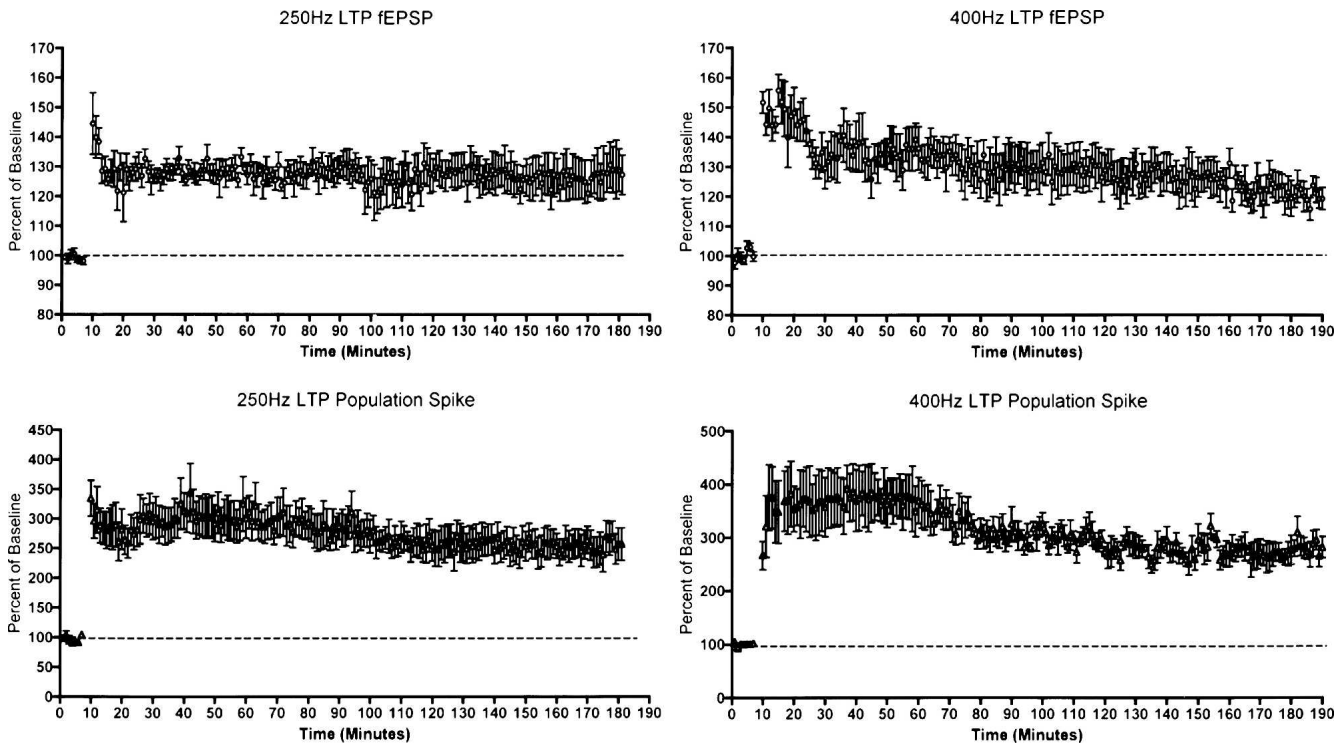 250Hz LTP fEPSP
Percent of Baseline
170
160
150
140
130
120
110
100
90
80
0 10 20 30 40 50 60 70 80 90 100 110 120 130 140 150 160 170 180 190
Time (Minutes)
400Hz LTP fEPSP
Percent of Baseline
170
160
150
140
130
120
110
100
90
80
0 10 20 30 40 50 60 70 80 90 100 110 120 130 140 150 160 170 180 190
Time (Minutes)
250Hz LTP Population Spike
Percent of Baseline
450
400
350
300
250
200
150
100
50
0
0 10 20 30 40 50 60 70 80 90 100 110 120 130 140 150 160 170 180 190
Time (Minutes)
400Hz LTP Population Spike
Percent of Baseline
500
400
300
200
100
0
0 10 20 30 40 50 60 70 80 90 100 110 120 130 140 150 160 170 180 190
Time (Minutes)